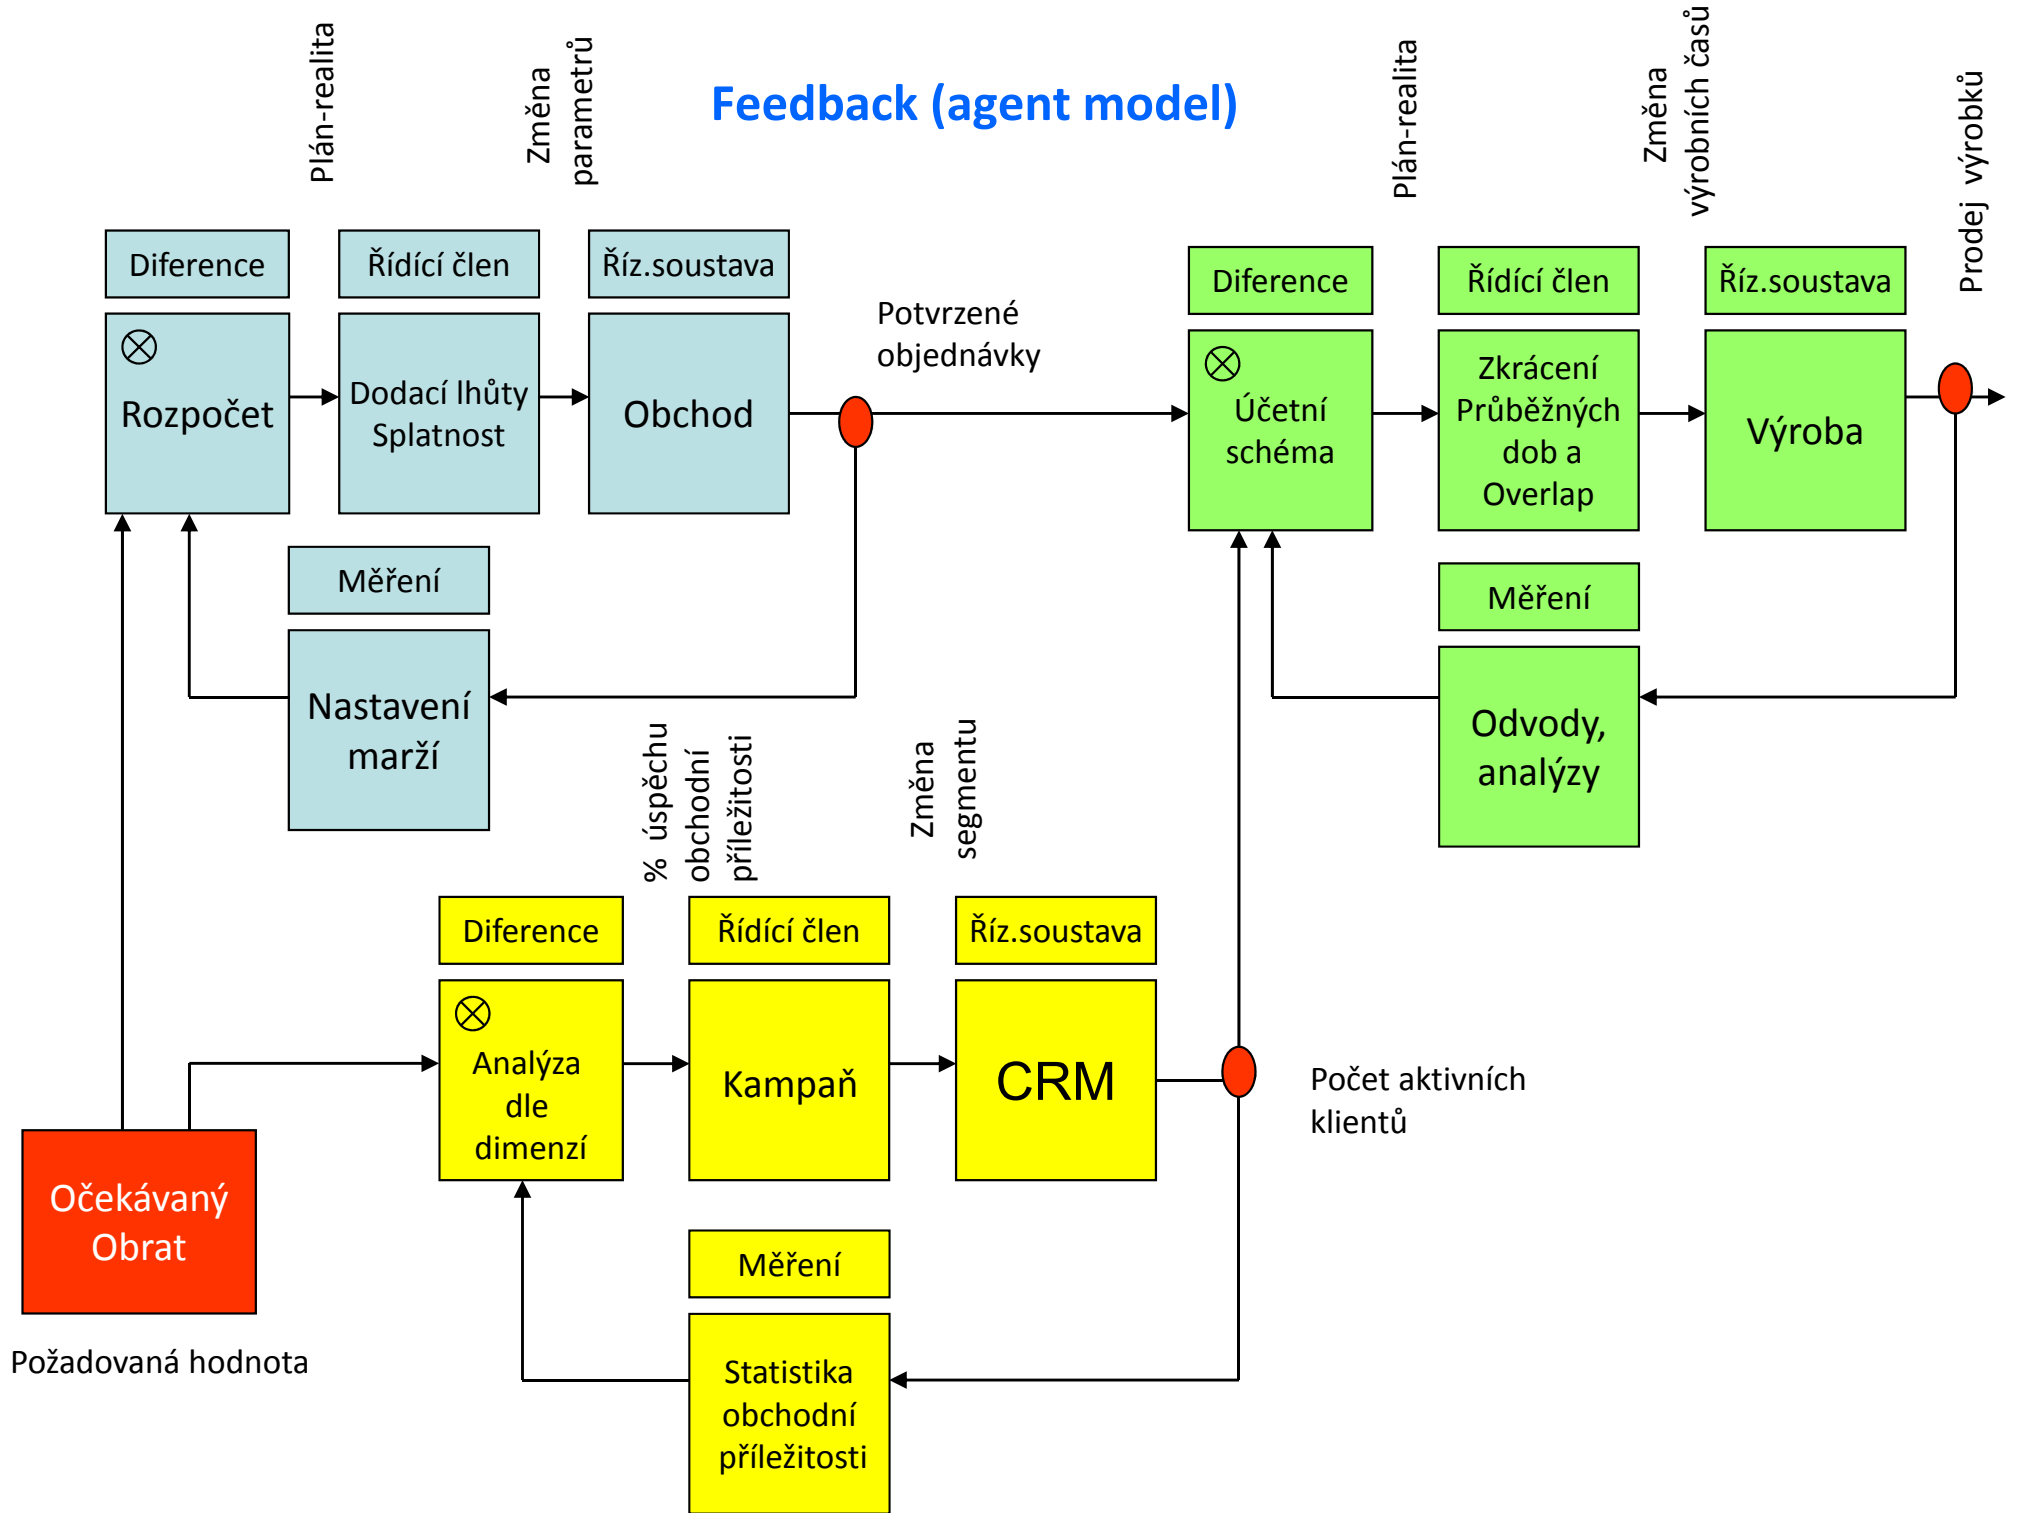 Feedback (agent model)
Plán-realita
Změna
parametrů
Plán-realita
Změna
výrobních časů
Prodej výrobků
Diference
Řídící člen
Říz.soustava
Rozpočet
Dodací lhůty
Splatnost
Obchod
Potvrzené
objednávky
Měření
Nastavení
marží
Diference
Řídící člen
Říz.soustava
Účetní
schéma
Zkrácení
Průběžných
dob a
Overlap
Výroba
Měření
Odvody,
analýzy
% úspěchu
obchodní
příležitosti
Změna
segmentu
Diference
Řídící člen
Říz.soustava
Analýza
dle
dimenzí
Kampaň
CRM
Počet aktivních
klientů
Očekávaný
Obrat
Požadovaná hodnota
Měření
Statistika
obchodní
příležitosti